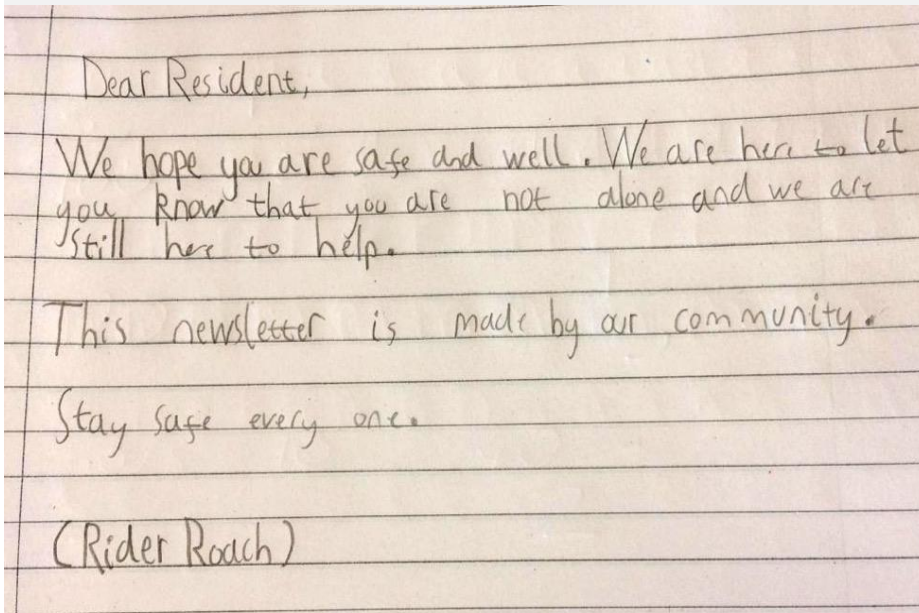 Dear Resident,
We hope you are safe and well. We are here to let
you know that you are not alone and we are
still here to help.
This newsletter is made by our community.
Stay safe every one.
(Rider Roach)